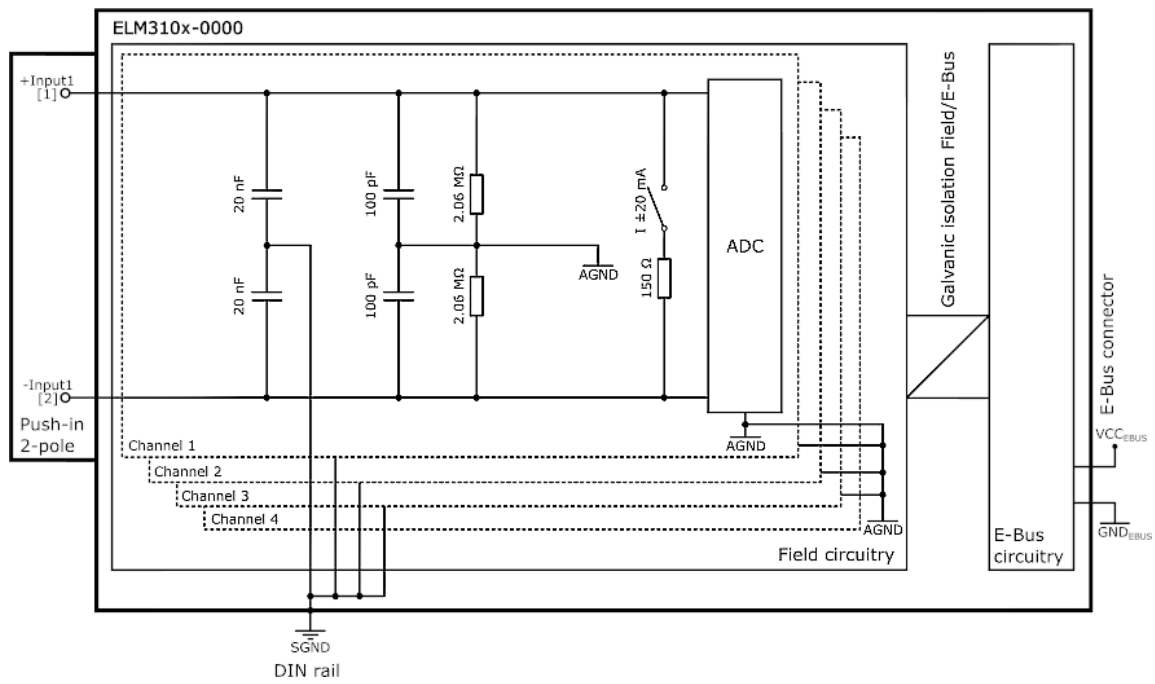 ELM310x-0000
+Input1
[1]
20 nF
20 nF
100 pF
100 pF
2.06 MΩ
2.06 MΩ
AGND
I ±20 mA
150 Ω
ADC
AGND
-Input1
[2]
Push-in
2-pole
Channel 1
Channel 2
Channel 3
Channel 4
AGND
Field circuitry
Galvanic isolation Field/E-Bus
E-Bus
circuitry
E-Bus connector
VCCEBUS
GNDEBUS
SGND
DIN rail